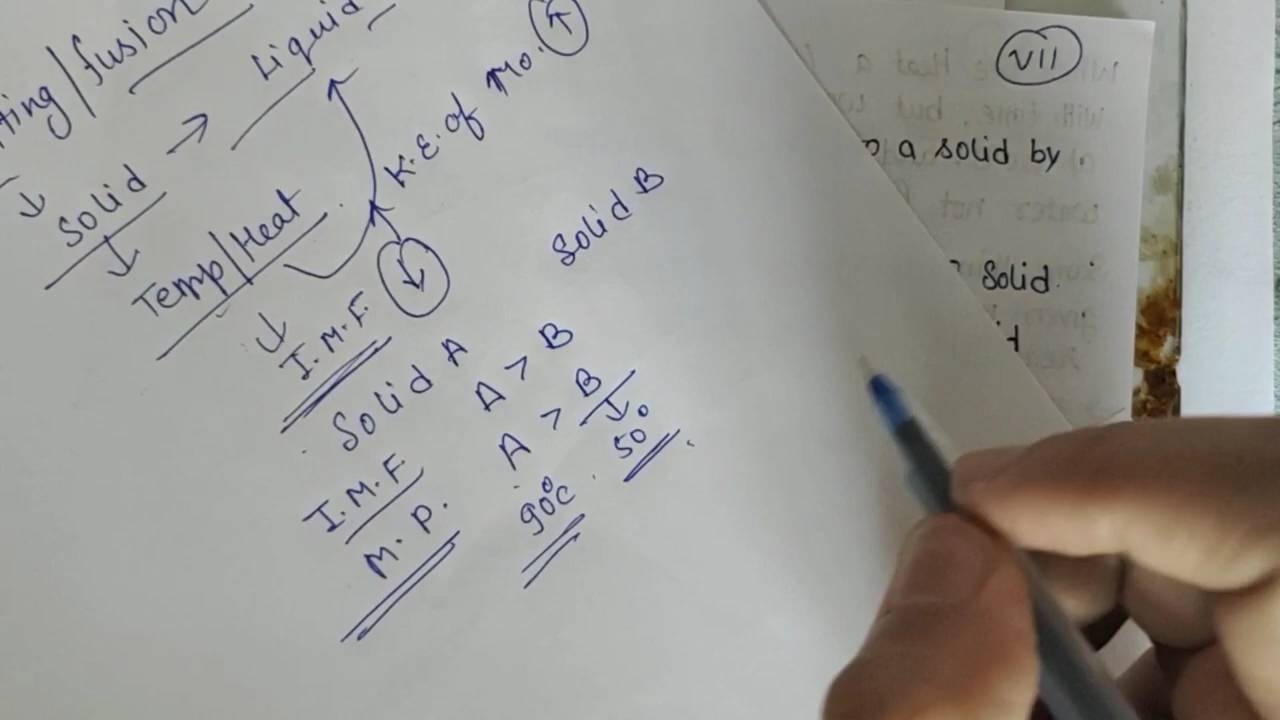 ting/fusion
Solid → Liquid
↓
↓
Temp/Heat
K.E. of Mo. ↑
↓
I.M.F. ↓
Solid A Solid B
I.M.F. A > B
M.P. A > B
↓
90°C 50°
VII
a solid by
Solid.